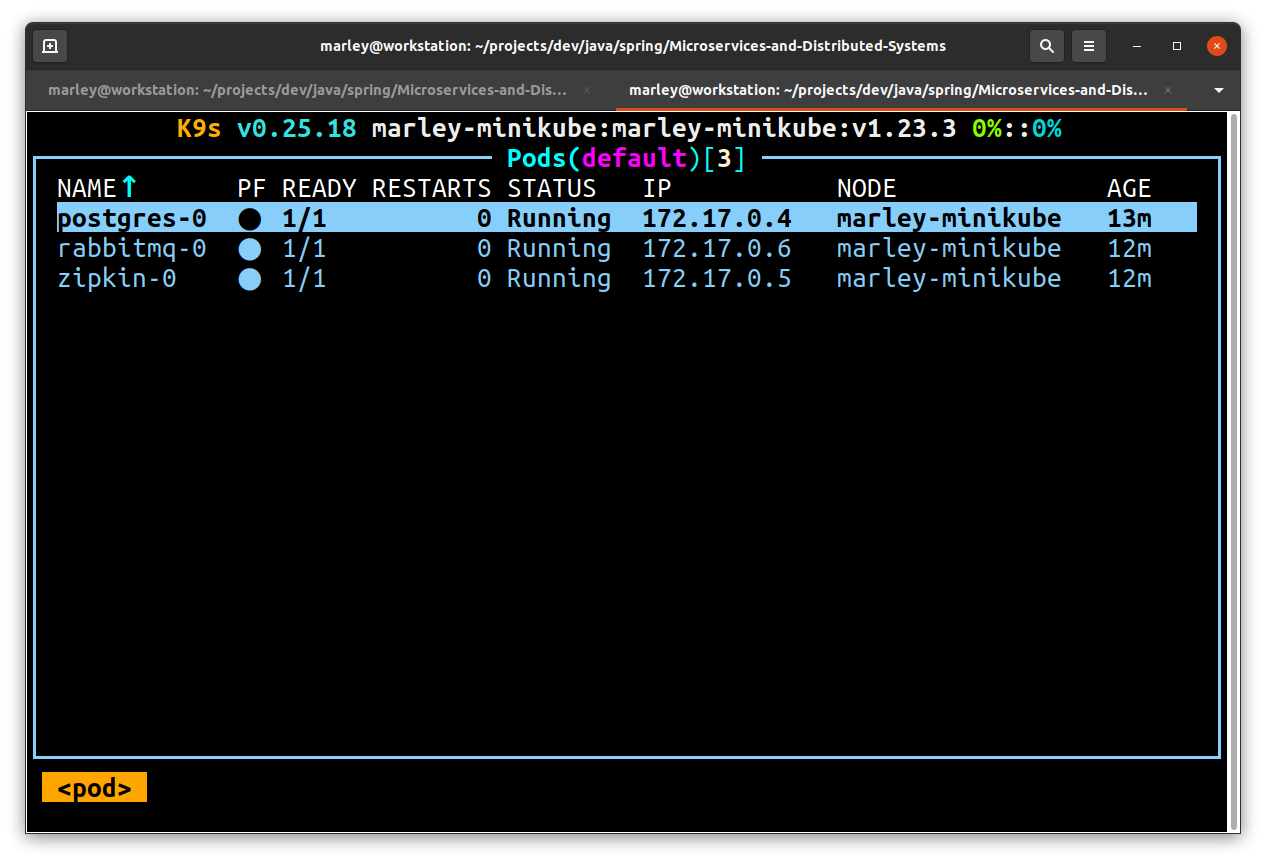 marley@workstation: ~/projects/dev/java/spring/Microservices-and-Distributed-Systems
marley@workstation: ~/projects/dev/java/spring/Microservices-and-Dis... × marley@workstation: ~/projects/dev/java/spring/Microservices-and-Dis... ×
K9s v0.25.18 marley-minikube:marley-minikube:v1.23.3 0%::0%
Pods(default)[3]
NAME↑ PF READY RESTARTS STATUS IP NODE AGE
postgres-0 ● 1/1 0 Running 172.17.0.4 marley-minikube 13m
rabbitmq-0 ● 1/1 0 Running 172.17.0.6 marley-minikube 12m
zipkin-0 ● 1/1 0 Running 172.17.0.5 marley-minikube 12m
<pod>